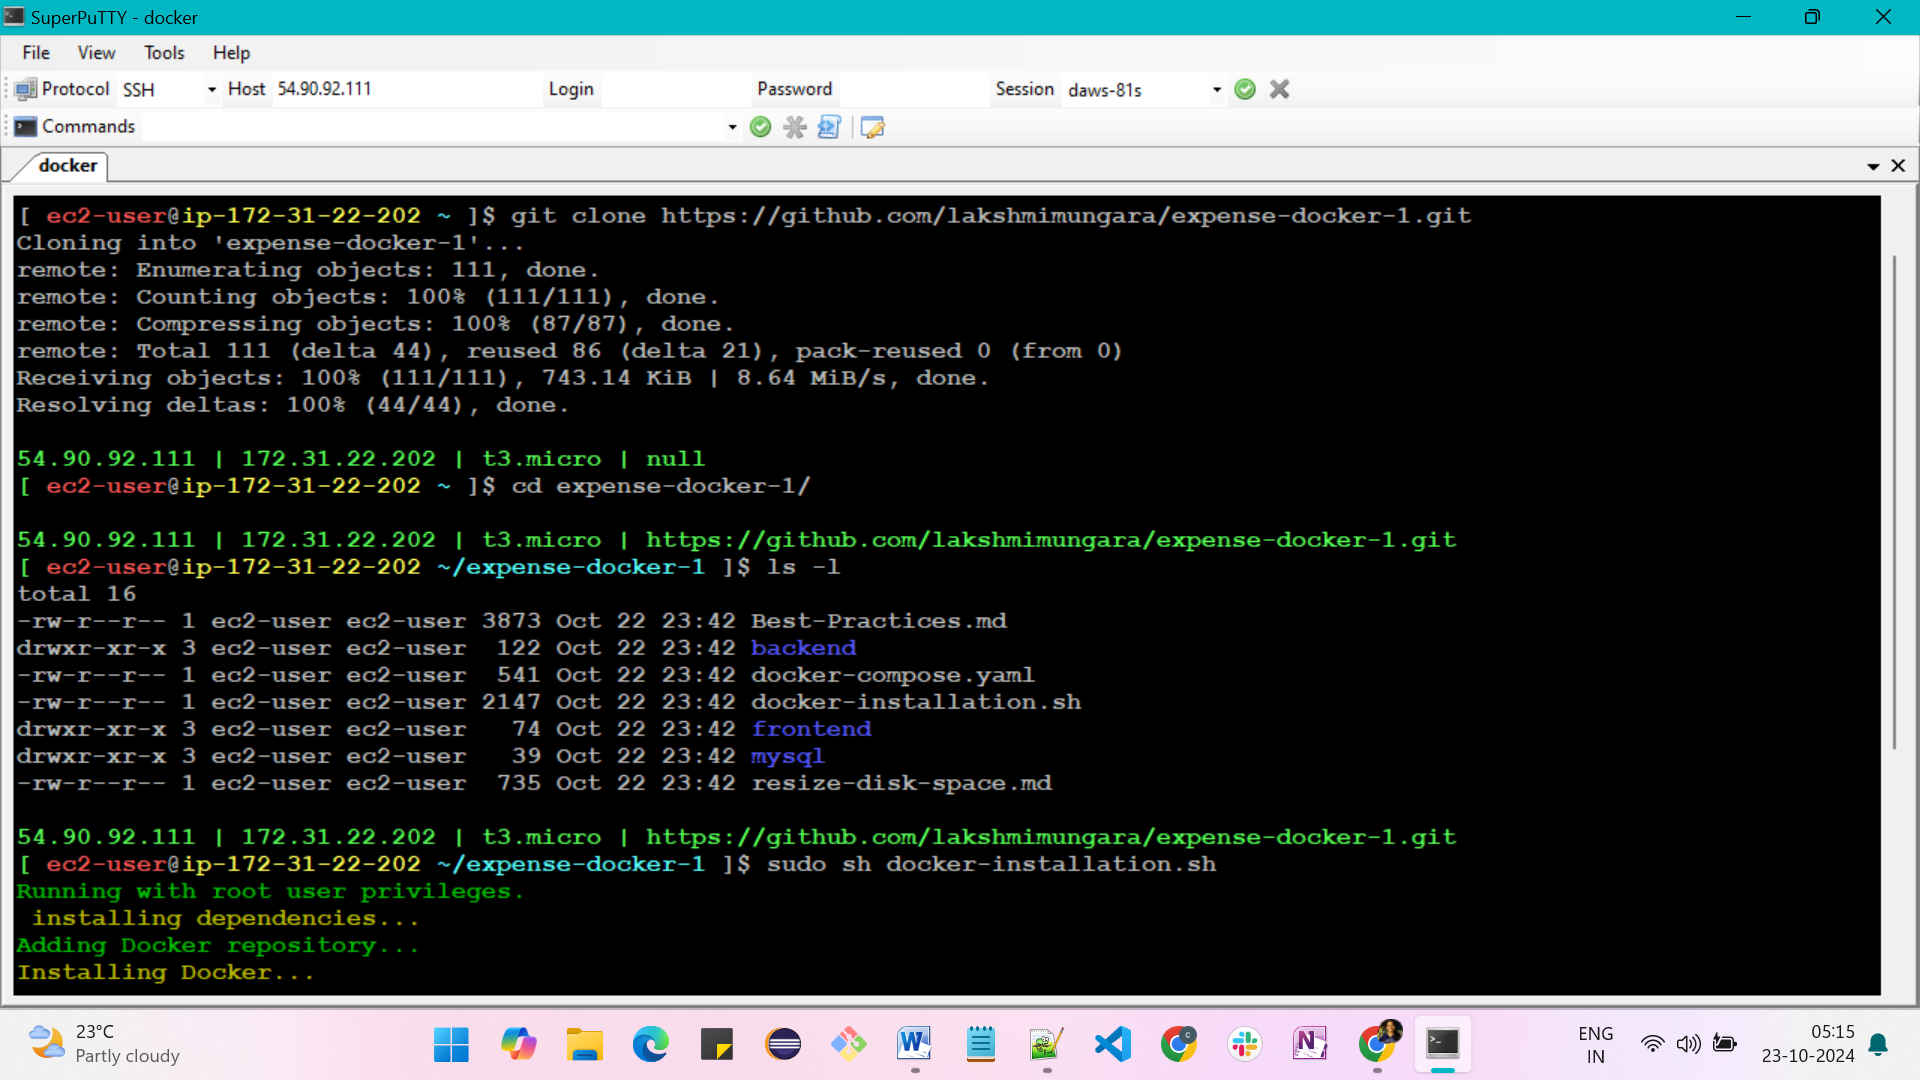 SuperPuTTY - docker
File View Tools Help
Protocol SSH Host 54.90.92.111 Login Password Session daws-81s
Commands
docker
[ ec2-user@ip-172-31-22-202 ~ ]$ git clone https://github.com/lakshmimungara/expense-docker-1.git
Cloning into 'expense-docker-1'...
remote: Enumerating objects: 111, done.
remote: Counting objects: 100% (111/111), done.
remote: Compressing objects: 100% (87/87), done.
remote: Total 111 (delta 44), reused 86 (delta 21), pack-reused 0 (from 0)
Receiving objects: 100% (111/111), 743.14 KiB | 8.64 MiB/s, done.
Resolving deltas: 100% (44/44), done.
54.90.92.111 | 172.31.22.202 | t3.micro | null
[ ec2-user@ip-172-31-22-202 ~ ]$ cd expense-docker-1/
54.90.92.111 | 172.31.22.202 | t3.micro | https://github.com/lakshmimungara/expense-docker-1.git
[ ec2-user@ip-172-31-22-202 ~/expense-docker-1 ]$ ls -l
total 16
-rw-r--r-- 1 ec2-user ec2-user 3873 Oct 22 23:42 Best-Practices.md
drwxr-xr-x 3 ec2-user ec2-user 122 Oct 22 23:42 backend
-rw-r--r-- 1 ec2-user ec2-user 541 Oct 22 23:42 docker-compose.yaml
-rw-r--r-- 1 ec2-user ec2-user 2147 Oct 22 23:42 docker-installation.sh
drwxr-xr-x 3 ec2-user ec2-user 74 Oct 22 23:42 frontend
drwxr-xr-x 3 ec2-user ec2-user 39 Oct 22 23:42 mysql
-rw-r--r-- 1 ec2-user ec2-user 735 Oct 22 23:42 resize-disk-space.md
54.90.92.111 | 172.31.22.202 | t3.micro | https://github.com/lakshmimungara/expense-docker-1.git
[ ec2-user@ip-172-31-22-202 ~/expense-docker-1 ]$ sudo sh docker-installation.sh
Running with root user privileges.
installing dependencies...
Adding Docker repository...
Installing Docker...
23°C
Partly cloudy
ENG
IN
05:15
23-10-2024